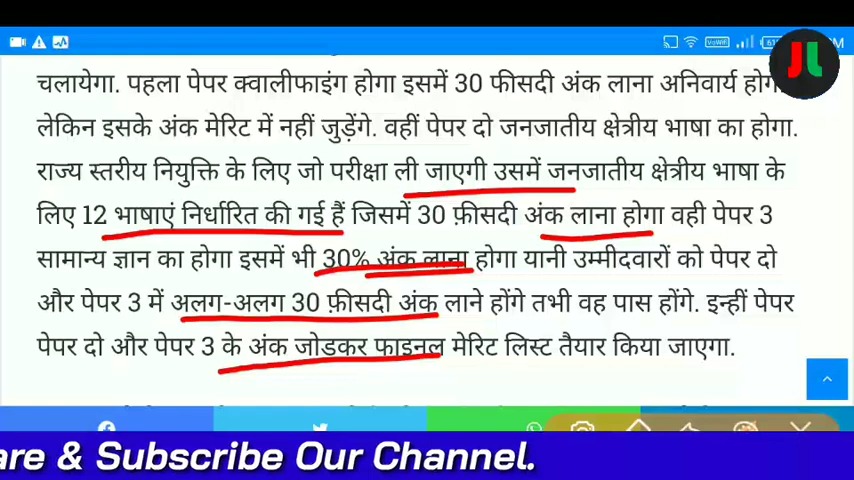 चलायेगा. पहला पेपर क्वालीफाइंग होगा इसमें 30 फीसदी अंक लाना अनिवार्य होगा
लेकिन इसके अंक मेरिट में नहीं जुड़ेंगे. वहीं पेपर दो जनजातीय क्षेत्रीय भाषा का होगा.
राज्य स्तरीय नियुक्ति के लिए जो परीक्षा ली जाएगी उसमें जनजातीय क्षेत्रीय भाषा के
लिए 12 भाषाएं निर्धारित की गई हैं जिसमें 30 फ़ीसदी अंक लाना होगा वही पेपर 3
सामान्य ज्ञान का होगा इसमें भी 30% अंक लाना होगा यानी उम्मीदवारों को पेपर दो
और पेपर 3 में अलग-अलग 30 फ़ीसदी अंक लाने होंगे तभी वह पास होंगे. इन्हीं पेपर
पेपर दो और पेपर 3 के अंक जोडकर फाइनल मेरिट लिस्ट तैयार किया जाएगा.
are & Subscribe Our Channel.